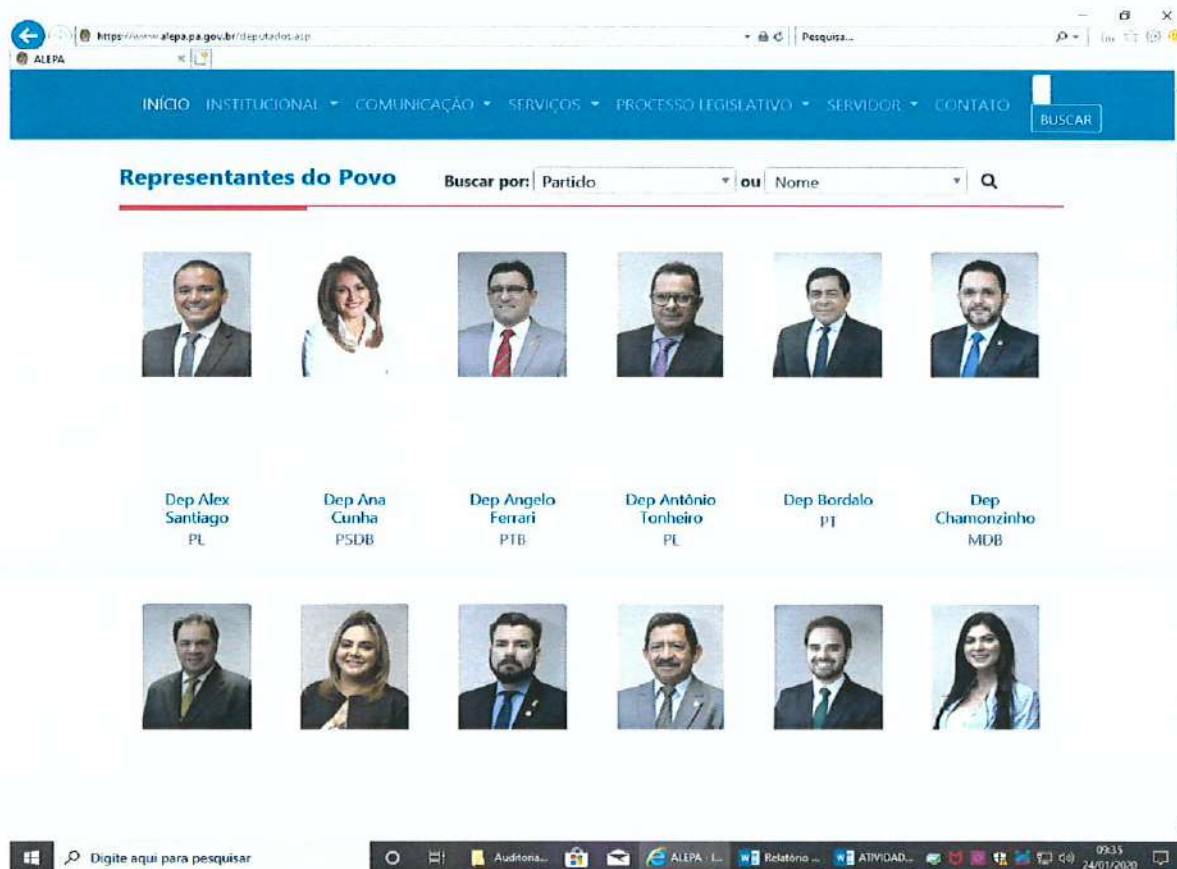 https://www.alepa.pa.gov.br/deputados.asp
Pesquisa...
ALEPA
INÍCIO INSTITUCIONAL COMUNICAÇÃO SERVIÇOS PROCESSO LEGISLATIVO SERVIDOR CONTATO
BUSCAR
Representantes do Povo Buscar por: Partido ou Nome
Dep Alex Santiago
PL
Dep Ana Cunha
PSDB
Dep Angelo Ferrari
PTB
Dep Antônio Tonheiro
PL
Dep Bordalo
PT
Dep Chamonzinho
MDB
Digite aqui para pesquisar
Auditoria... ALEPA - I... Relatório ... ATIVIDAD...
09:35
24/01/2020